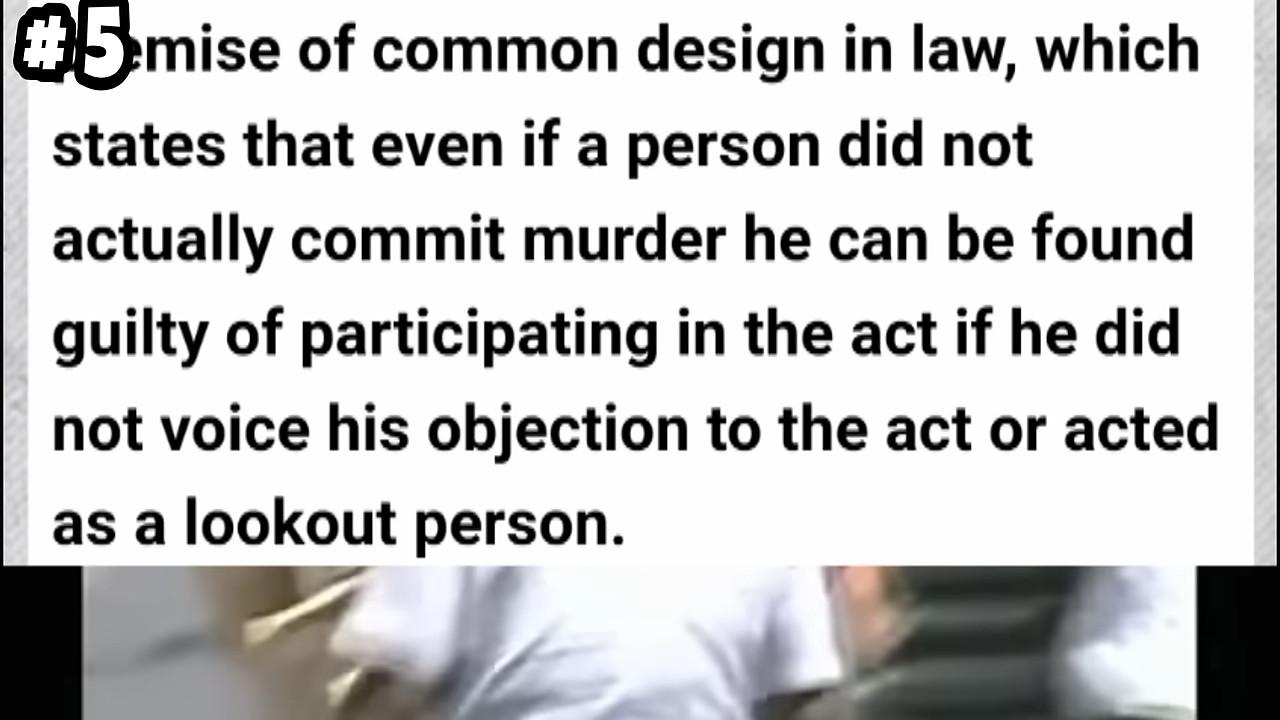 #5
emise of common design in law, which
states that even if a person did not
actually commit murder he can be found
guilty of participating in the act if he did
not voice his objection to the act or acted
as a lookout person.